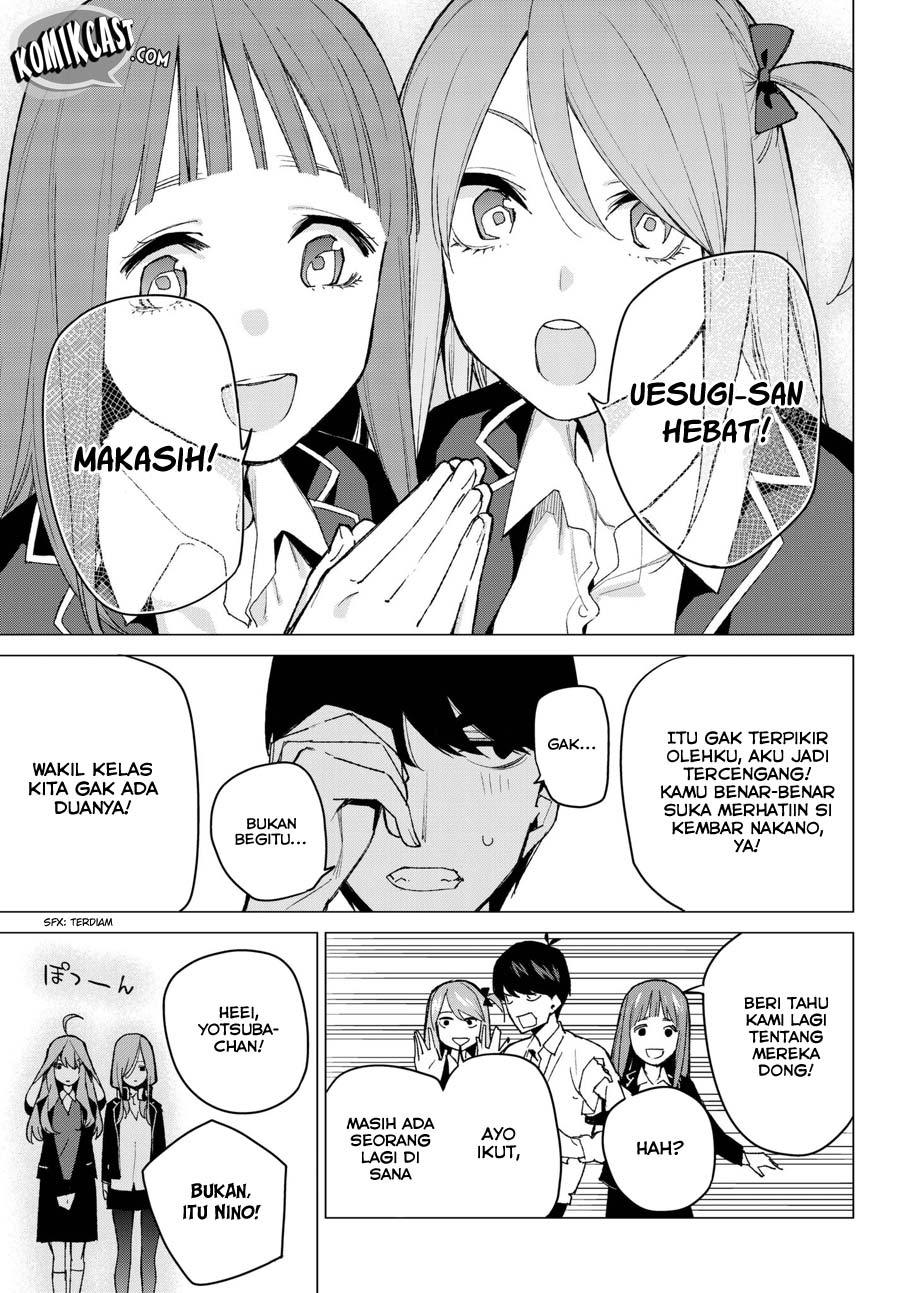 KOMIKCAST
.COM
UESUGI-SAN
HEBAT!
MAKASIH!
ITU GAK TERPIKIR
OLEHKU, AKU JADI
TERCENGANG!
KAMU BENAR-BENAR
SUKA MERHATIIN SI
KEMBAR NAKANO,
YA!
GAK...
BUKAN
BEGITU...
WAKIL KELAS
KITA GAK ADA
DUANYA!
BERI TAHU
KAMI LAGI
TENTANG
MEREKA
DONG!
HAH?
AYO
IKUT,
MASIH ADA
SEORANG
LAGI DI
SANA
SFX: TERDIAM
ぽつーん
HEEI,
YOTSUBA-
CHAN!
BUKAN,
ITU NINO!